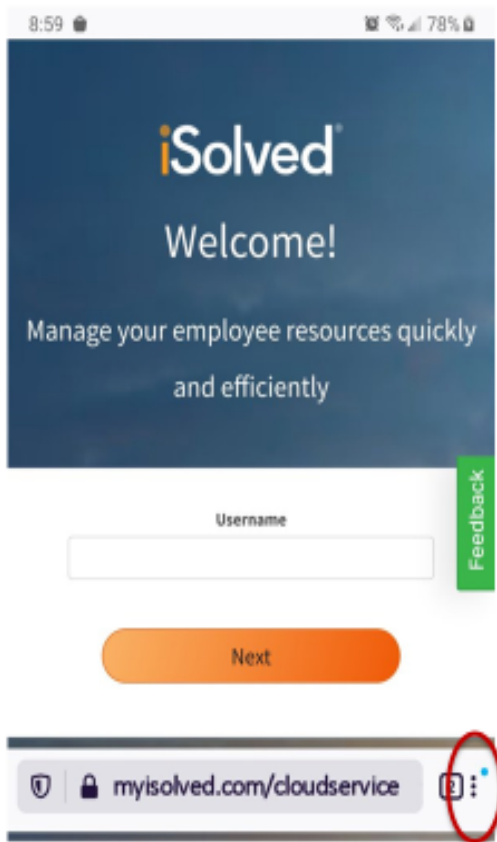 8:59 78%
iSolved
Welcome!
Manage your employee resources quickly
and efficiently
Feedback
Username
Next
myisolved.com/cloudservice 2